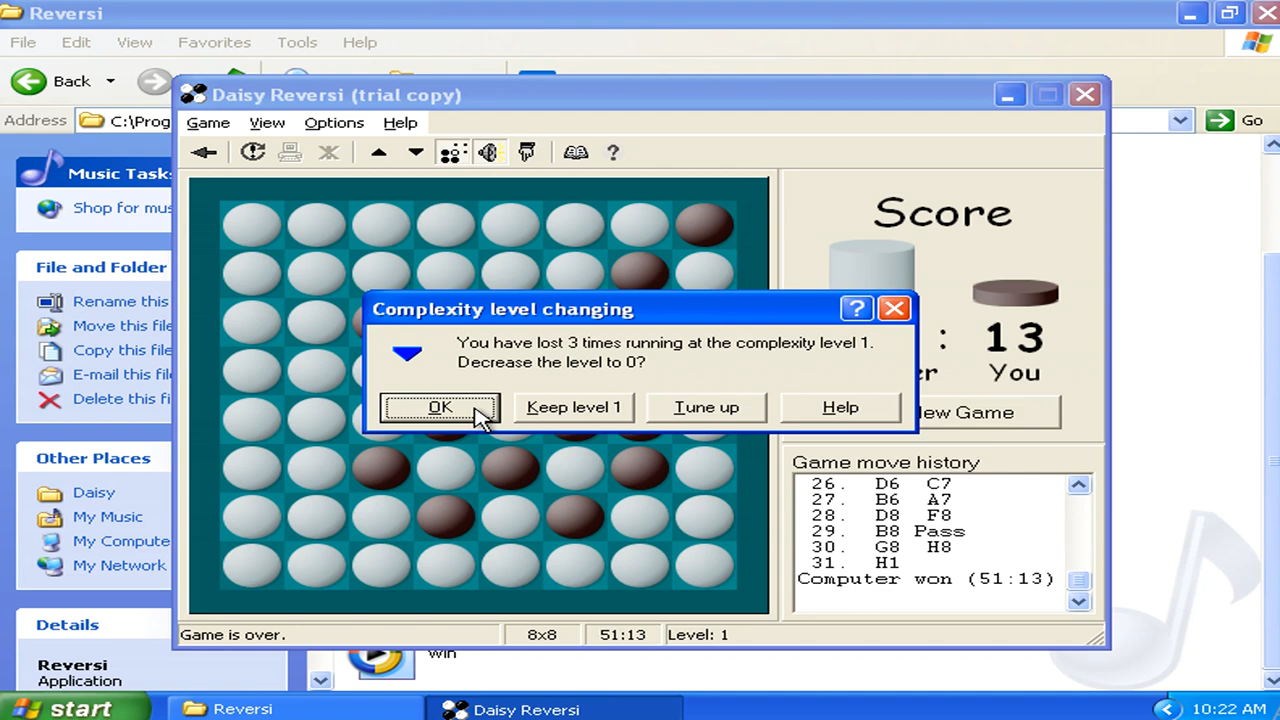 Reversi
File Edit View Favorites Tools Help
Back
Address C:\Prog
Go
Music Task
Shop for mu
File and Folder
Rename this
Move this file
Copy this file
E-mail this file
Delete this fi
Other Places
Daisy
My Music
My Compute
My Network
Details
Reversi
Application
Daisy Reversi (trial copy)
Game View Options Help
Score
: 13
er You
New Game
Game move history
26. D6 C7
27. B6 A7
28. D8 F8
29. B8 Pass
30. G8 H8
31. H1
Computer won (51:13)
Complexity level changing
You have lost 3 times running at the complexity level 1.
Decrease the level to 0?
OK Keep level 1 Tune up Help
Game is over. 8x8 51:13 Level: 1
win
start Reversi Daisy Reversi 10:22 AM